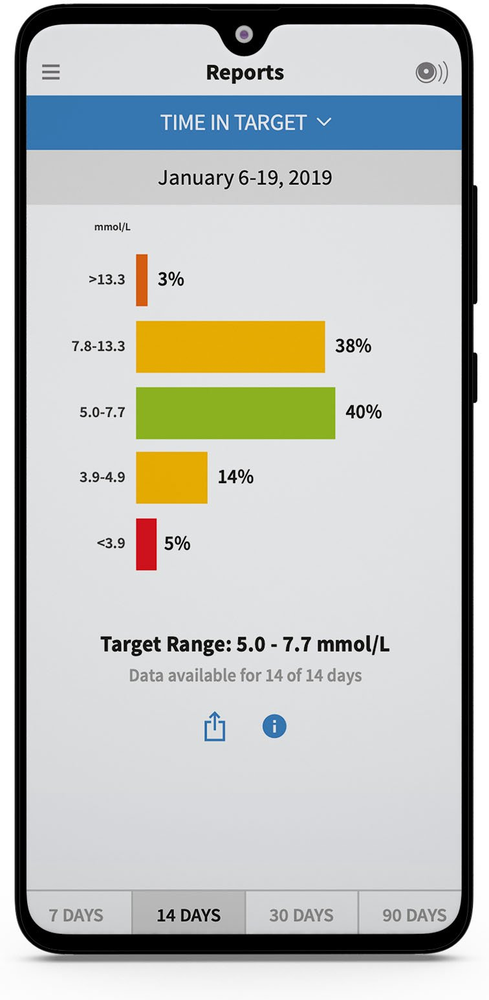 Reports
TIME IN TARGET
January 6-19, 2019
mmol/L
>13.3 3%
7.8-13.3 38%
5.0-7.7 40%
3.9-4.9 14%
<3.9 5%
Target Range: 5.0 - 7.7 mmol/L
Data available for 14 of 14 days
i
7 DAYS 14 DAYS 30 DAYS 90 DAYS